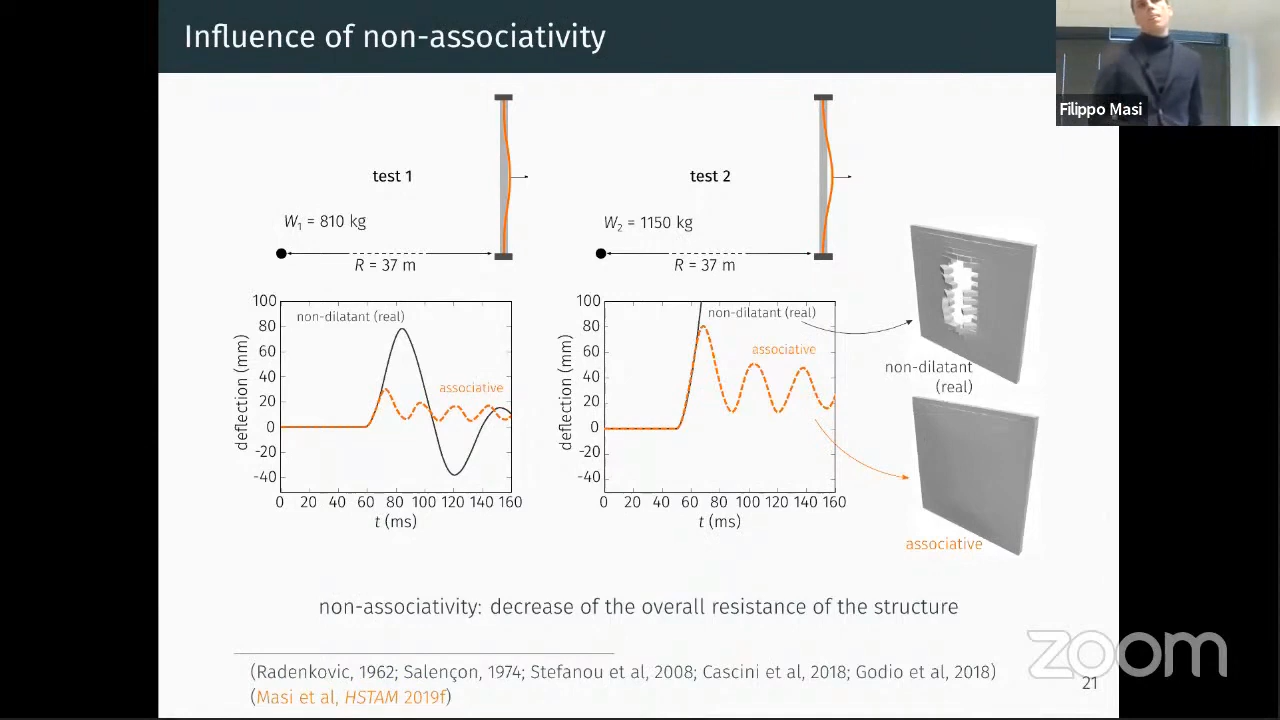 Influence of non-associativity
Filippo Masi
test 1
test 2
W₁ = 810 kg
W₂ = 1150 kg
R = 37 m
R = 37 m
100
80
60
40
20
0
-20
-40
deflection (mm)
non-dilatant (real)
associative
0 20 40 60 80 100 120 140 160
t (ms)
100
80
60
40
20
0
-20
-40
deflection (mm)
non-dilatant (real)
associative
0 20 40 60 80 100 120 140 160
t (ms)
non-dilatant
(real)
associative
non-associativity: decrease of the overall resistance of the structure
(Radenkovic, 1962; Salençon, 1974; Stefanou et al, 2008; Cascini et al, 2018; Godio et al, 2018)
(Masi et al, HSTAM 2019f)
zoom
21